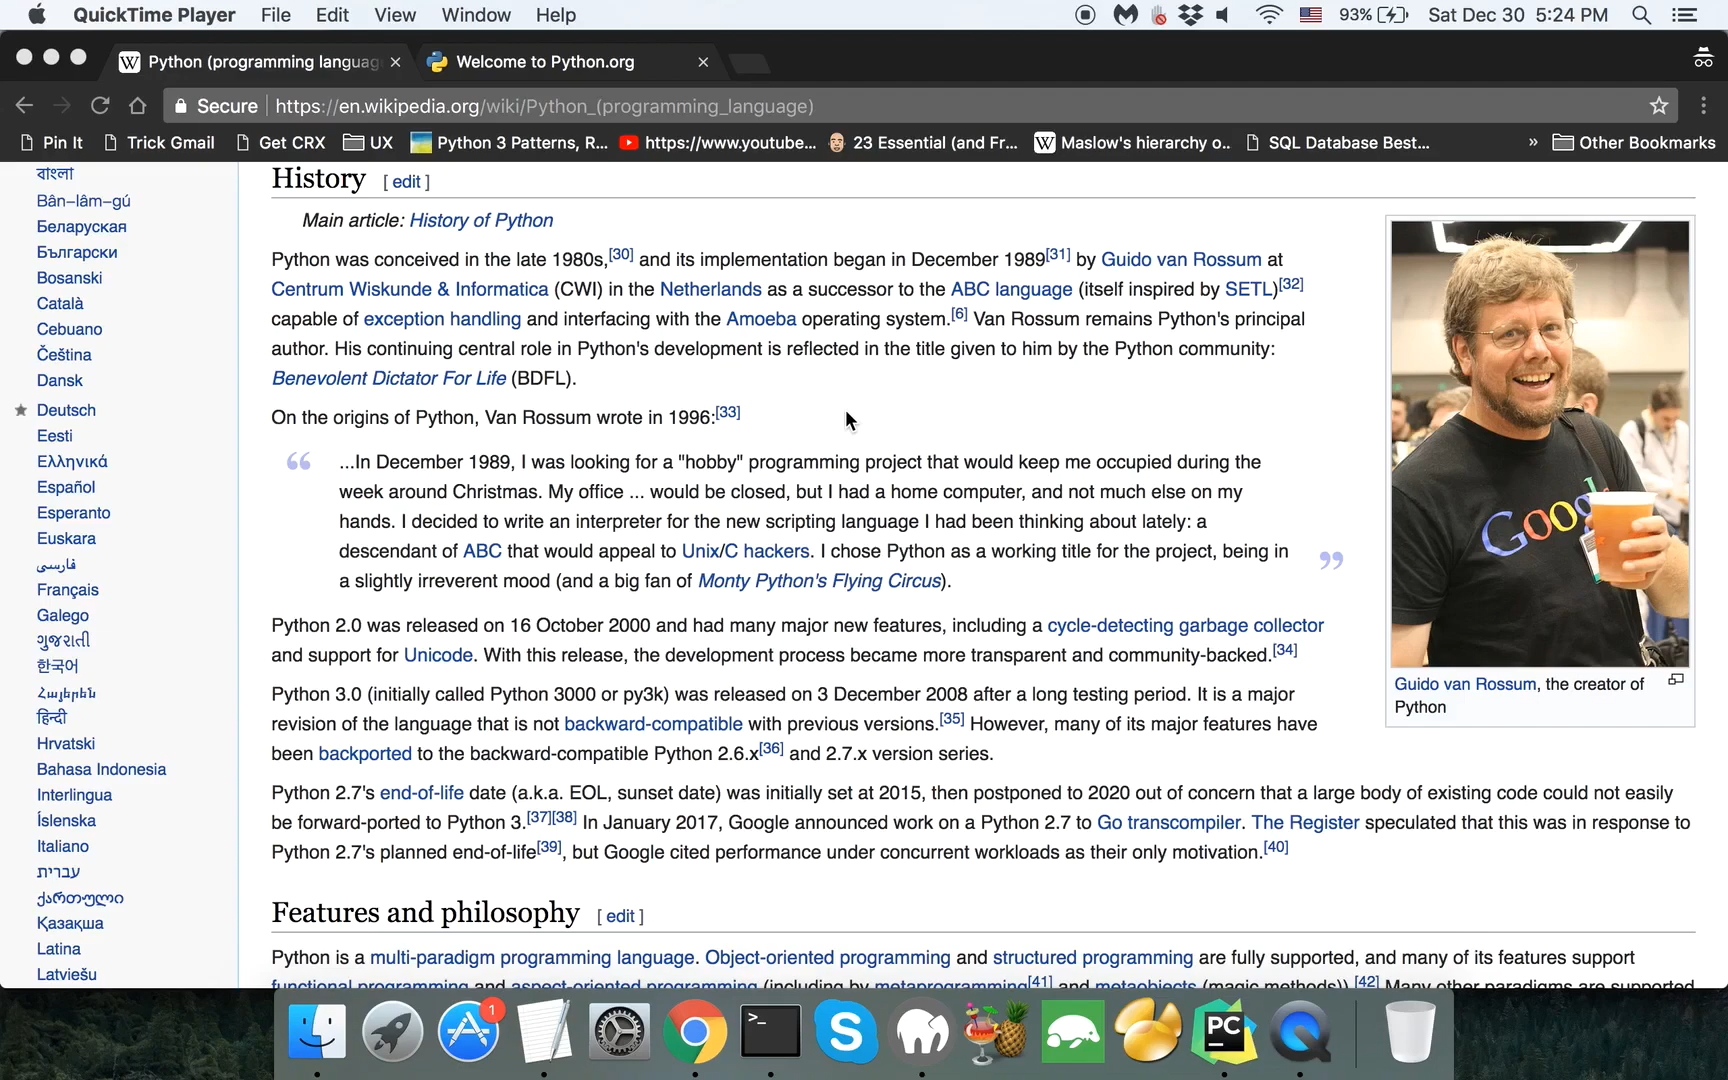 QuickTime Player File Edit View Window Help 93% Sat Dec 30 5:24 PM
Python (programming languag Welcome to Python.org
Secure https://en.wikipedia.org/wiki/Python_(programming_language)
Pin It Trick Gmail Get CRX UX Python 3 Patterns, R... https://www.youtube... 23 Essential (and Fr... Maslow's hierarchy o.. SQL Database Best... » Other Bookmarks
বাংলা
Bân-lâm-gú
Беларуская
Български
Bosanski
Català
Cebuano
Čeština
Dansk
Deutsch
Eesti
Ελληνικά
Español
Esperanto
Euskara
فارسی
Français
Galego
ગુજરાતી
한국어
Հայերեն
हिन्दी
Hrvatski
Bahasa Indonesia
Interlingua
Íslenska
Italiano
עברית
ქართული
Қазақша
Latina
Latviešu
History [ edit ]
Main article: History of Python
Python was conceived in the late 1980s,[30] and its implementation began in December 1989[31] by Guido van Rossum at
Centrum Wiskunde & Informatica (CWI) in the Netherlands as a successor to the ABC language (itself inspired by SETL)[32]
capable of exception handling and interfacing with the Amoeba operating system.[6] Van Rossum remains Python's principal
author. His continuing central role in Python's development is reflected in the title given to him by the Python community:
Benevolent Dictator For Life (BDFL).
On the origins of Python, Van Rossum wrote in 1996:[33]
“ ...In December 1989, I was looking for a "hobby" programming project that would keep me occupied during the
week around Christmas. My office ... would be closed, but I had a home computer, and not much else on my
hands. I decided to write an interpreter for the new scripting language I had been thinking about lately: a
descendant of ABC that would appeal to Unix/C hackers. I chose Python as a working title for the project, being in ”
a slightly irreverent mood (and a big fan of Monty Python's Flying Circus).
Python 2.0 was released on 16 October 2000 and had many major new features, including a cycle-detecting garbage collector
and support for Unicode. With this release, the development process became more transparent and community-backed.[34]
Python 3.0 (initially called Python 3000 or py3k) was released on 3 December 2008 after a long testing period. It is a major
revision of the language that is not backward-compatible with previous versions.[35] However, many of its major features have
been backported to the backward-compatible Python 2.6.x[36] and 2.7.x version series.
Python 2.7's end-of-life date (a.k.a. EOL, sunset date) was initially set at 2015, then postponed to 2020 out of concern that a large body of existing code could not easily
be forward-ported to Python 3.[37][38] In January 2017, Google announced work on a Python 2.7 to Go transcompiler. The Register speculated that this was in response to
Python 2.7's planned end-of-life[39], but Google cited performance under concurrent workloads as their only motivation.[40]
Features and philosophy [ edit ]
Python is a multi-paradigm programming language. Object-oriented programming and structured programming are fully supported, and many of its features support
functional programming and aspect-oriented programming (including by metaprogramming[41] and metaobjects (magic methods)).[42] Many other paradigms are supported
Goog
Guido van Rossum, the creator of
Python
1
>_
S
PC